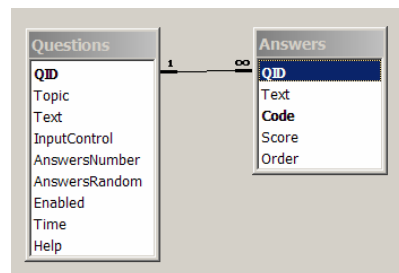 Questions
QID
Topic
Text
InputControl
AnswersNumber
AnswersRandom
Enabled
Time
Help
1 ∞
Answers
QID
Text
Code
Score
Order